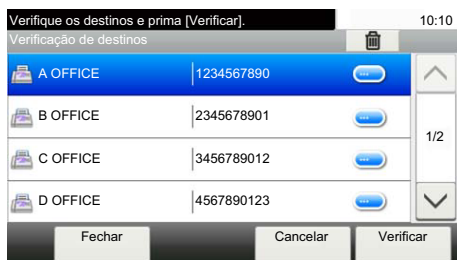 Verifique os destinos e prima [Verificar]. 10:10
Verificação de destinos
A OFFICE 1234567890
B OFFICE 2345678901
1/2
C OFFICE 3456789012
D OFFICE 4567890123
Fechar Cancelar Verificar